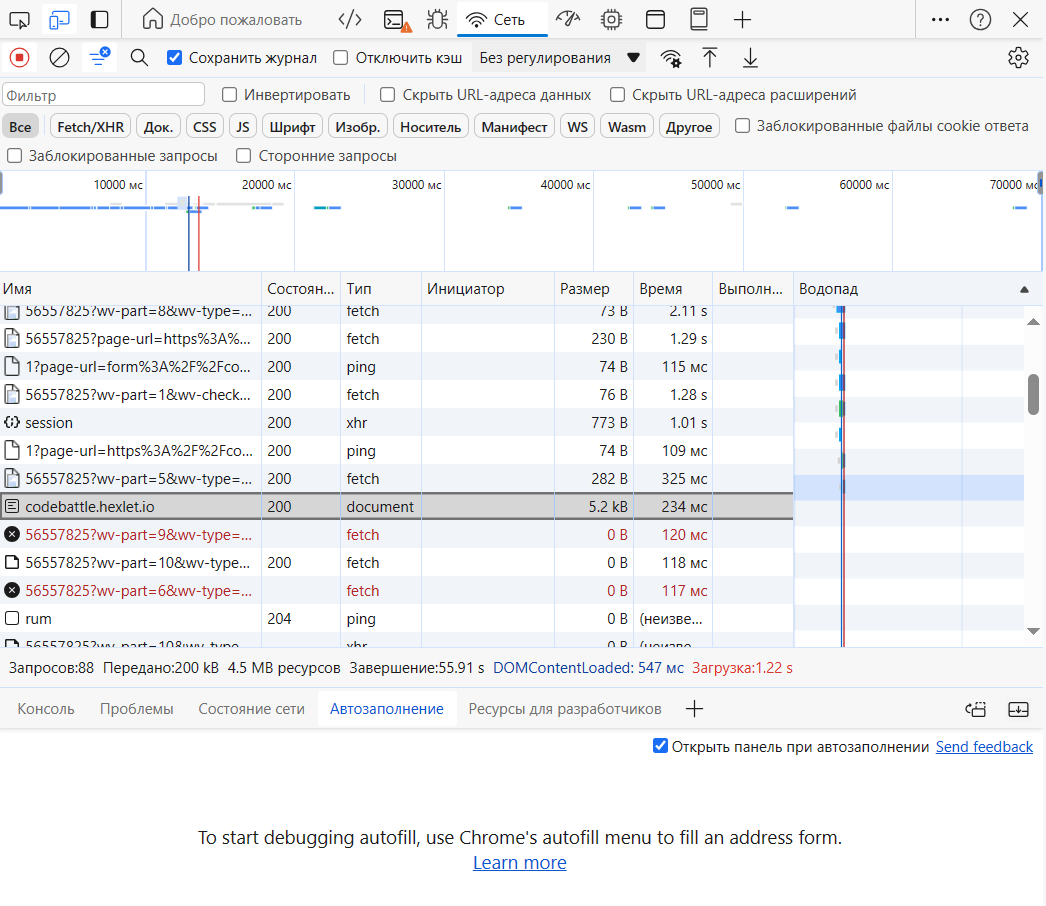 Добро пожаловать Сеть
Сохранить журнал Отключить кэш Без регулирования
Фильтр Инвертировать Скрыть URL-адреса данных Скрыть URL-адреса расширений
Все Fetch/XHR Док. CSS JS Шрифт Изобр. Носитель Манифест WS Wasm Другое Заблокированные файлы cookie ответа
Заблокированные запросы Сторонние запросы
10000 мс 20000 мс 30000 мс 40000 мс 50000 мс 60000 мс 70000 мс
Имя Состоян... Тип Инициатор Размер Время Выполн... Водопад
56557825?wv-part=8&wv-type=... 200 fetch 73 B 2.11 s
56557825?page-url=https%3A%... 200 fetch 230 B 1.29 s
1?page-url=form%3A%2F%2Fco... 200 ping 74 B 115 мс
56557825?wv-part=1&wv-check... 200 fetch 76 B 1.28 s
session 200 xhr 773 B 1.01 s
1?page-url=https%3A%2F%2Fco... 200 ping 74 B 109 мс
56557825?wv-part=5&wv-type=... 200 fetch 282 B 325 мс
codebattle.hexlet.io 200 document 5.2 kB 234 мс
56557825?wv-part=9&wv-type=... fetch 0 B 120 мс
56557825?wv-part=10&wv-type... 200 fetch 0 B 118 мс
56557825?wv-part=6&wv-type=... fetch 0 B 117 мс
rum 204 ping 0 B (неизве...
56557825?wv-part=10&wv-type... xhr 0 B (неизве...
Запросов:88 Передано:200 kB 4.5 MB ресурсов Завершение:55.91 s DOMContentLoaded: 547 мс Загрузка:1.22 s
Консоль Проблемы Состояние сети Автозаполнение Ресурсы для разработчиков
Открыть панель при автозаполнении Send feedback
To start debugging autofill, use Chrome's autofill menu to fill an address form.
Learn more